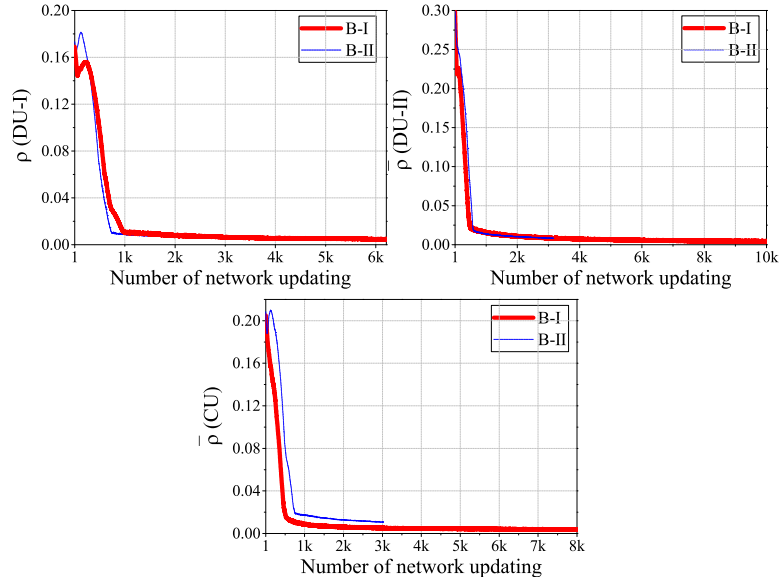 ρ (DU-I)
0.20
0.16
0.12
0.08
0.04
0.00
B-I
B-II
1 1k 2k 3k 4k 5k 6k
Number of network updating
ρ̄ (DU-II)
0.30
0.25
0.20
0.15
0.10
0.05
0.00
B-I
B-II
1 2k 4k 6k 8k 10k
Number of network updating
ρ̄ (CU)
0.20
0.16
0.12
0.08
0.04
0.00
B-I
B-II
1 1k 2k 3k 4k 5k 6k 7k 8k
Number of network updating